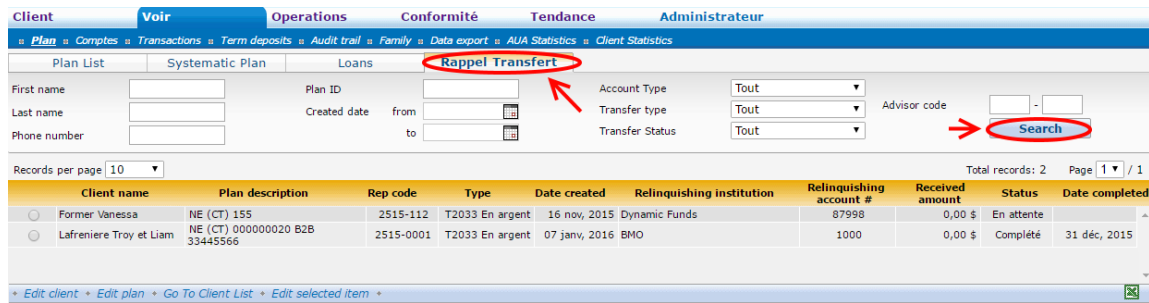 Client Voir Operations Conformité Tendance Administrateur
Plan Comptes Transactions Term deposits Audit trail Family Data export AUA Statistics Client Statistics
Plan List Systematic Plan Loans Rappel Transfert
First name Plan ID Account Type Tout
Last name Created date from Transfer type Tout Advisor code -
Phone number to Transfer Status Tout Search
Records per page 10 Total records: 2 Page 1 / 1
Client name Plan description Rep code Type Date created Relinquishing institution Relinquishing account # Received amount Status Date completed
Former Vanessa NE (CT) 155 2515-112 T2033 En argent 16 nov, 2015 Dynamic Funds 87998 0,00 $ En attente
Lafreniere Troy et Liam NE (CT) 000000020 B2B 33445566 2515-0001 T2033 En argent 07 janv, 2016 BMO 1000 0,00 $ Complété 31 déc, 2015
Edit client Edit plan Go To Client List Edit selected item